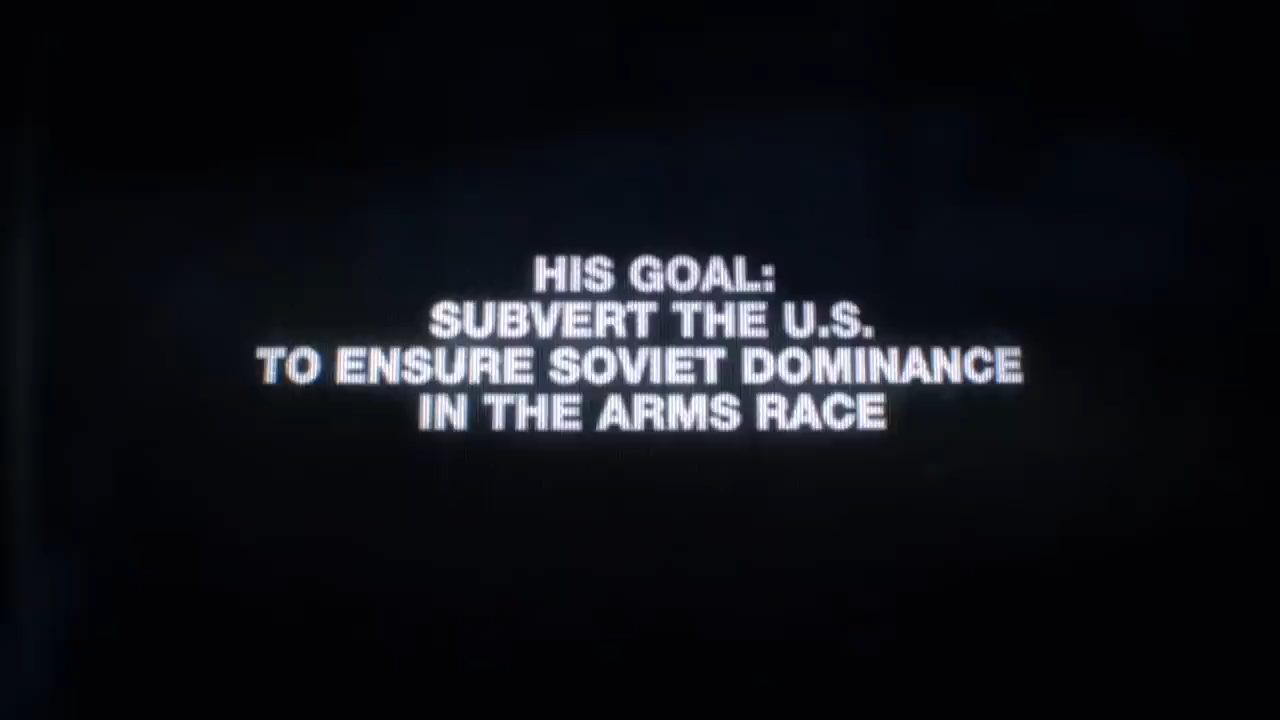 HIS GOAL:
SUBVERT THE U.S.
TO ENSURE SOVIET DOMINANCE
IN THE ARMS RACE